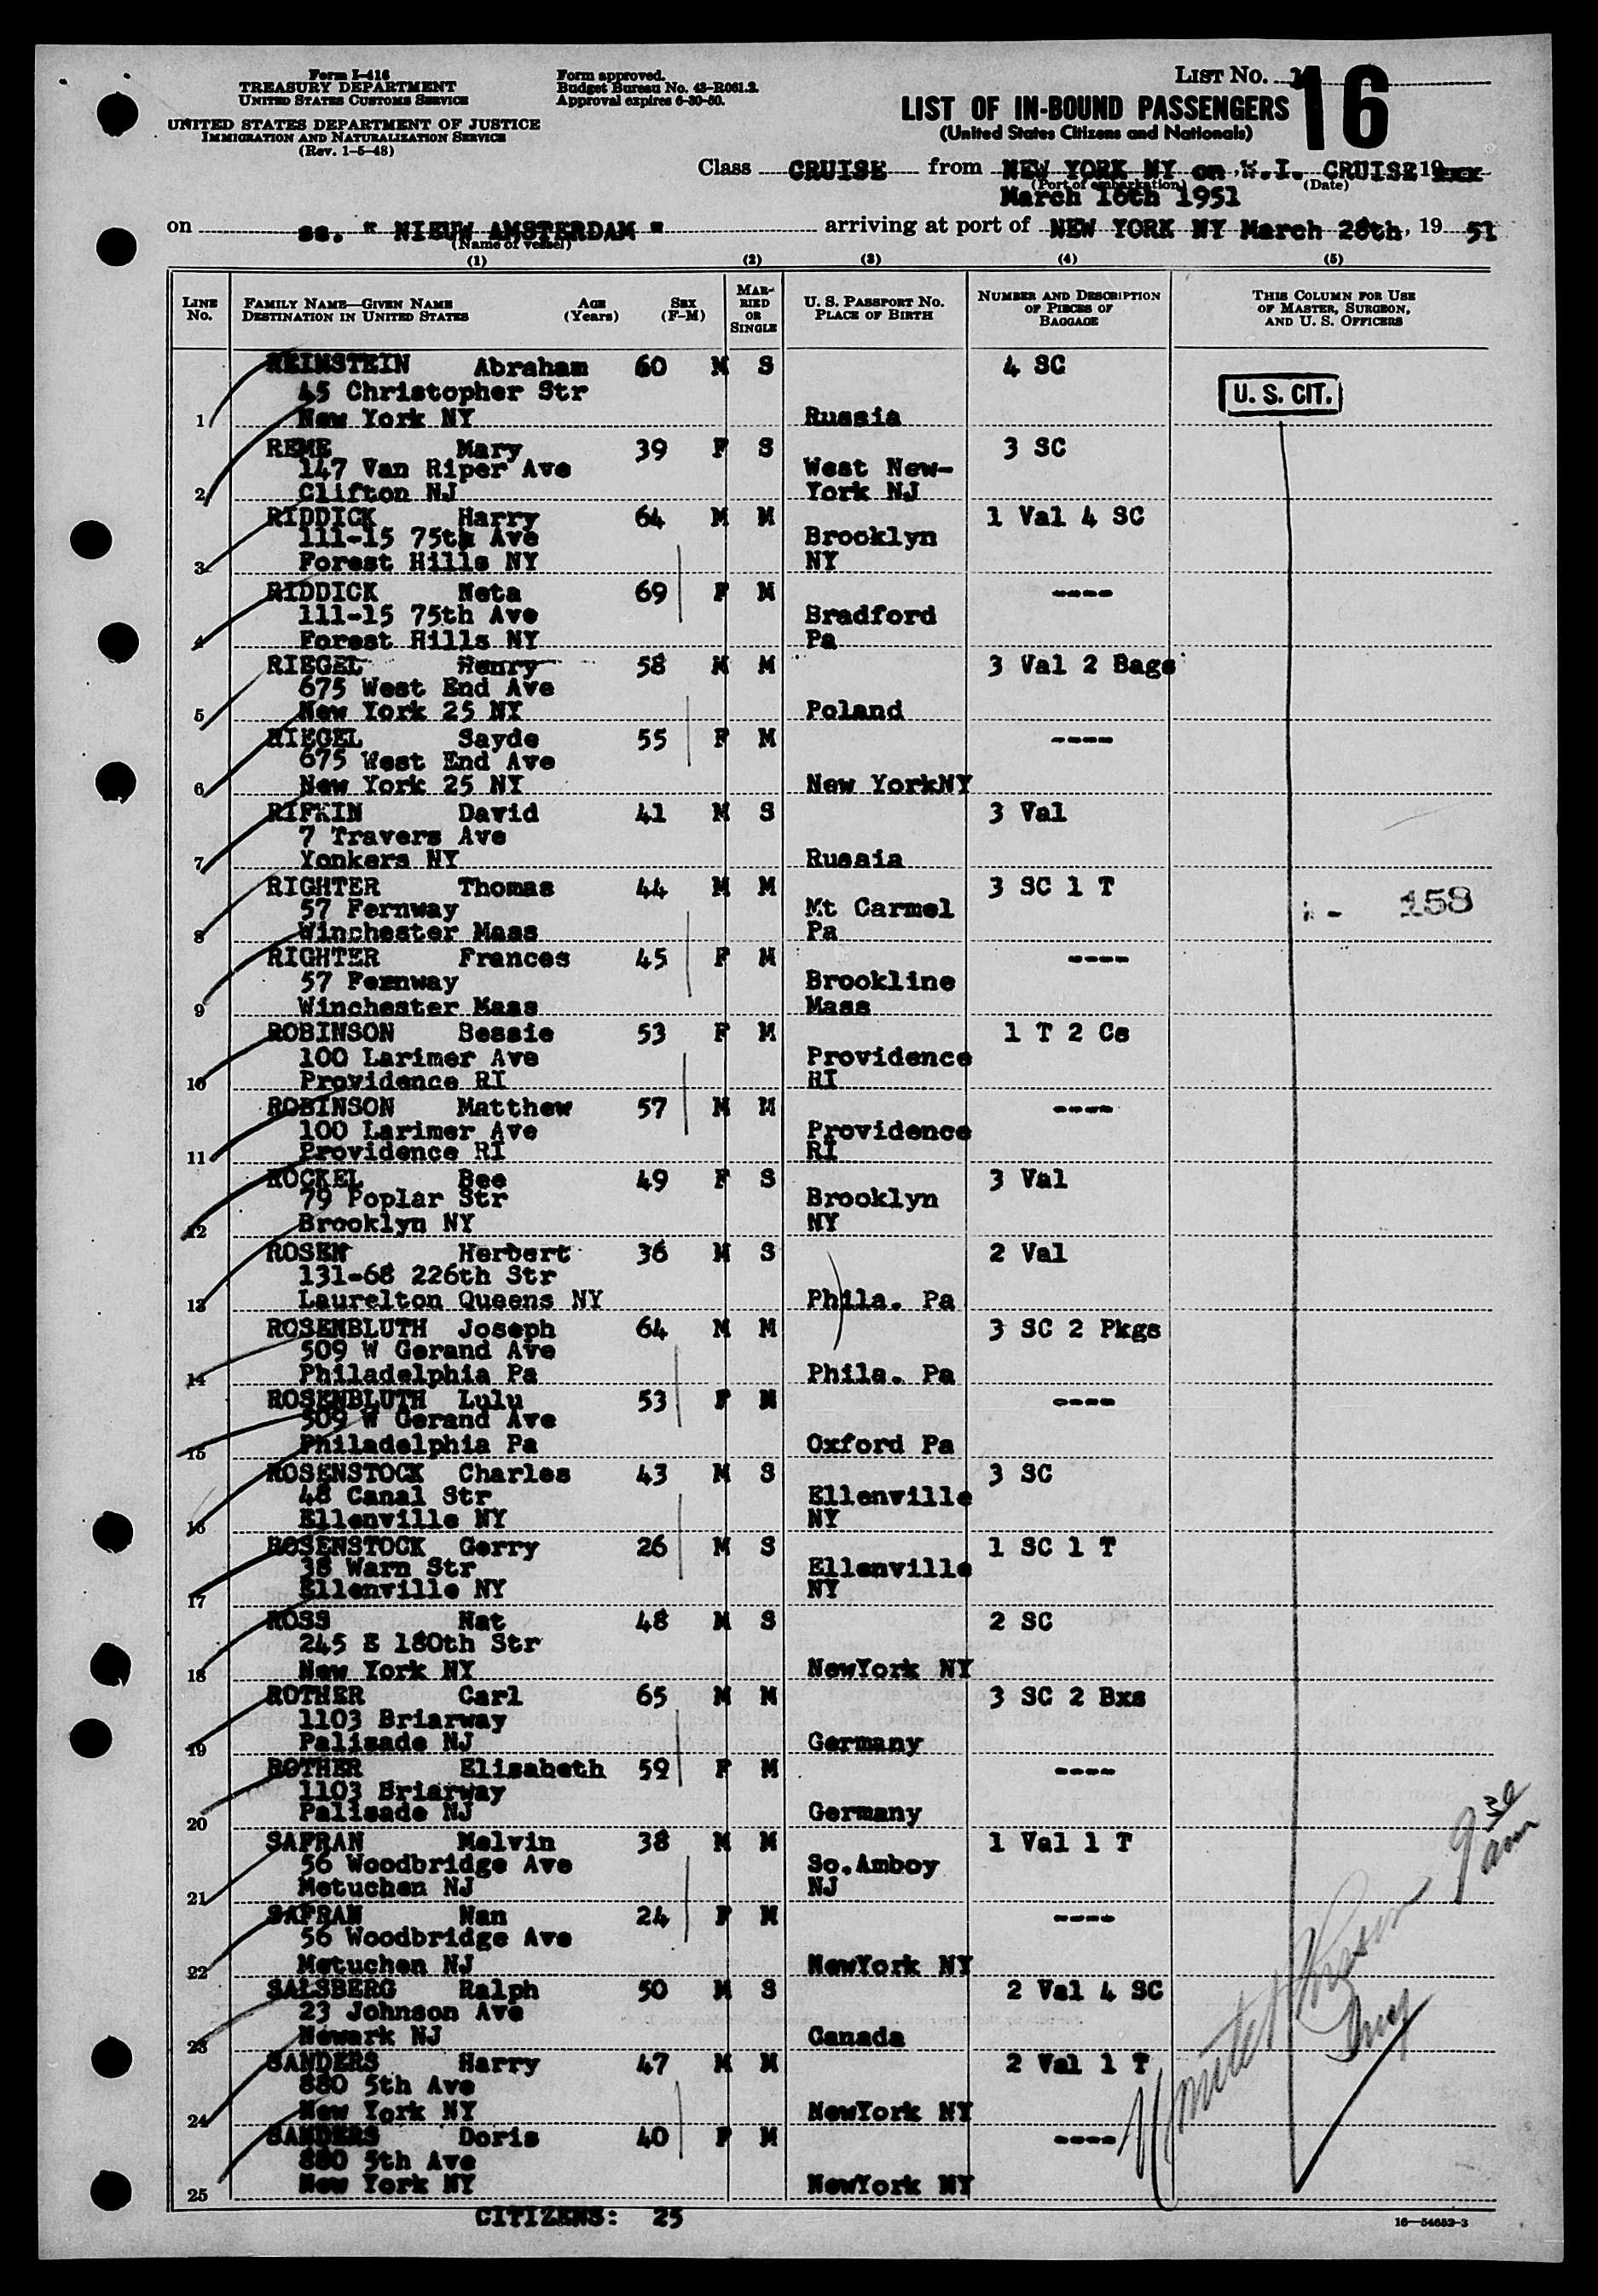 Form I-416
TREASURY DEPARTMENT
UNITED STATES CUSTOMS SERVICE
UNITED STATES DEPARTMENT OF JUSTICE
IMMIGRATION AND NATURALIZATION SERVICE
(Rev. 1-5-48)
Form approved.
Budget Bureau No. 43-R061.2.
Approval expires 6-30-50.
LIST NO. 16
LIST OF IN-BOUND PASSENGERS
(United States Citizens and Nationals)
Class CRUISE from NEW YORK NY on W.I. CRUISE 19xxx
(Port of embarkation) (Date)
March 16th 1951
on ss. " NIEUW AMSTERDAM " arriving at port of NEW YORK NY March 28th, 19 51
(Name of vessel)
(1) (2) (3) (4) (5)
LINE NO.
FAMILY NAME—GIVEN NAME AGE SEX
DESTINATION IN UNITED STATES (Years) (F-M)
MARRIED OR SINGLE
U. S. PASSPORT NO.
PLACE OF BIRTH
NUMBER AND DESCRIPTION
OF PIECES OF
BAGGAGE
THIS COLUMN FOR USE
OF MASTER, SURGEON,
AND U. S. OFFICERS
REINSTEIN Abraham 60 M S 4 SC
45 Christopher Str U. S. CIT.
1 New York NY Russia
REME Mary 39 F S 3 SC
147 Van Riper Ave West New-
2 Clifton NJ York NJ
RIDDICK Harry 64 M M 1 Val 4 SC
111-15 75th Ave Brooklyn
3 Forest Hills NY NY
RIDDICK Neta 69 F M ----
111-15 75th Ave Bradford
4 Forest Hills NY Pa
RIEGEL Henry 58 M M 3 Val 2 Bags
675 West End Ave
5 New York 25 NY Poland
RIEGEL Sayde 55 F M ----
675 West End Ave
6 New York 25 NY New YorkNY
RIFKIN David 41 M S 3 Val
7 Travers Ave
7 Yonkers NY Russia
RIGHTER Thomas 44 M M 3 SC 1 T
57 Fernway Mt Carmel 158
8 Winchester Mass Pa
RIGHTER Frances 45 F M ----
57 Fernway Brookline
9 Winchester Mass Mass
ROBINSON Bessie 53 F M 1 T 2 Cs
100 Larimer Ave Providence
10 Providence RI RI
ROBINSON Matthew 57 M M ----
100 Larimer Ave Providence
11 Providence RI RI
ROCKEL Bee 49 F S 3 Val
79 Poplar Str Brooklyn
12 Brooklyn NY NY
ROSEN Herbert 36 M S 2 Val
131-68 226th Str
13 Laurelton Queens NY Phila. Pa
ROSENBLUTH Joseph 64 M M 3 SC 2 Pkgs
509 W Gerand Ave
14 Philadelphia Pa Phila. Pa
ROSENBLUTH Lulu 53 F M ----
509 W Gerand Ave
15 Philadelphia Pa Oxford Pa
ROSENSTOCK Charles 43 M S 3 SC
48 Canal Str Ellenville
16 Ellenville NY NY
ROSENSTOCK Gerry 26 M S 1 SC 1 T
38 Warn Str Ellenville
17 Ellenville NY NY
ROSS Nat 48 M S 2 SC
245 E 180th Str
18 New York NY NewYork NY
ROTHER Carl 65 M M 3 SC 2 Bxs
1103 Briarway
19 Palisade NJ Germany
ROTHER Elisabeth 59 F M ----
1103 Briarway
20 Palisade NJ Germany
SAFRAN Melvin 38 M M 1 Val 1 T
56 Woodbridge Ave So.Amboy
21 Metuchen NJ NJ
SAFRAN Nan 24 F M ----
56 Woodbridge Ave
22 Metuchen NJ NewYork NY
SALSBERG Ralph 50 M S 2 Val 4 SC
23 Johnson Ave
23 Newark NJ Canada
SANDERS Harry 47 M M 2 Val 1 T
880 5th Ave
24 New York NY NewYork NY
SANDERS Doris 40 F M ----
880 5th Ave
25 New York NY NewYork NY
CITIZENS: 25
16—54652-3
9 30 am